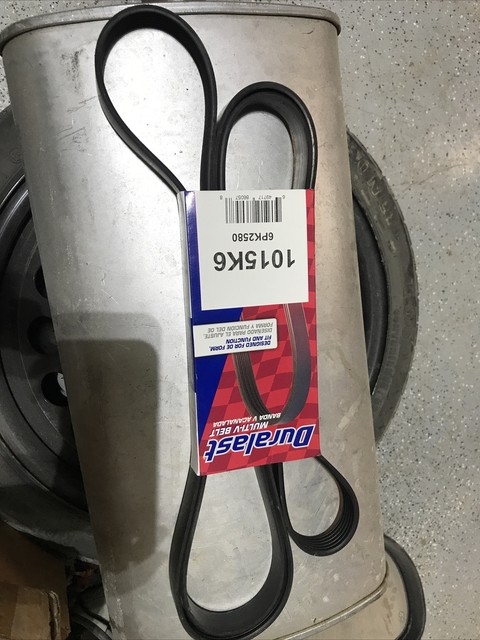 Duralast
MULTI-V BELT
BANDA V ACANALADA
DESIGNED FOR OE FORM,
FIT AND FUNCTION
DISEÑADO PARA EL AJUSTE,
FORMA Y FUNCIÓN DEL OE
1015K6
6PK2580